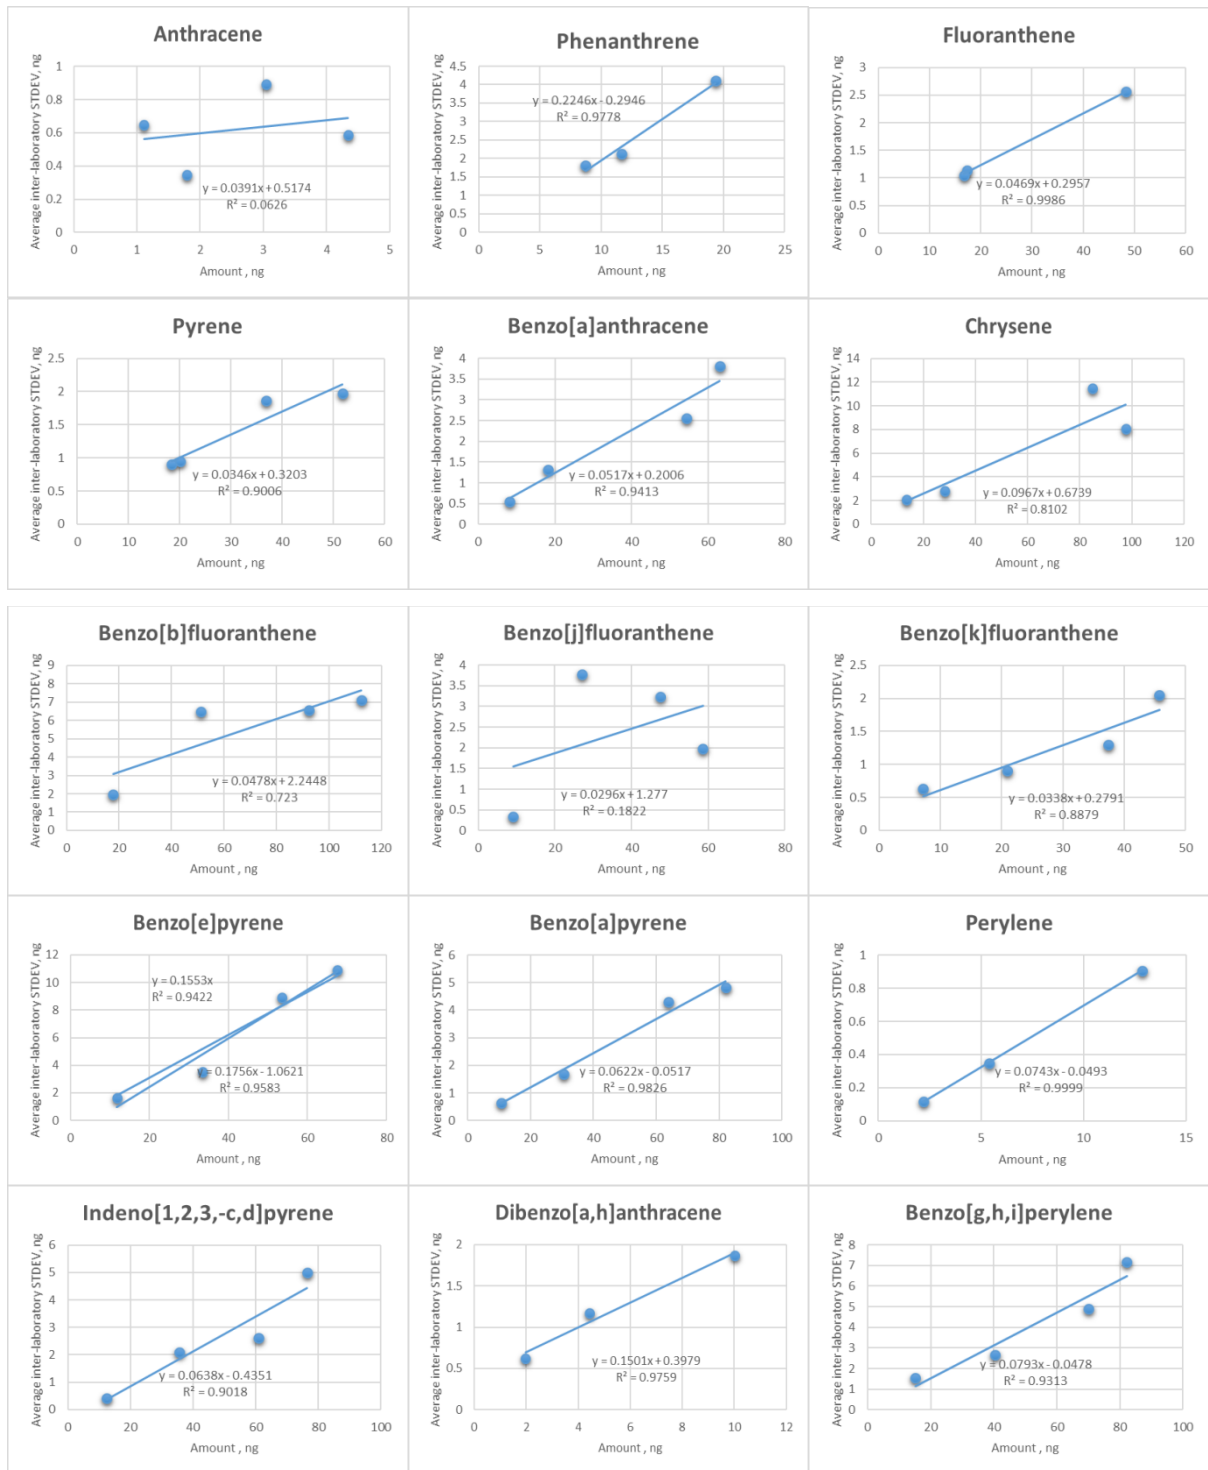 Anthracene
Average inter-laboratory STDEV, ng
1
0.8
0.6
0.4
0.2
0
y = 0.0391x + 0.5174
R² = 0.0626
0 1 2 3 4 5
Amount , ng
Phenanthrene
Average inter-laboratory STDEV, ng
4.5
4
3.5
3
2.5
2
1.5
1
0.5
0
y = 0.2246x - 0.2946
R² = 0.9778
0 5 10 15 20 25
Amount , ng
Fluoranthene
Average inter-laboratory STDEV, ng
3
2.5
2
1.5
1
0.5
0
y = 0.0469x + 0.2957
R² = 0.9986
0 10 20 30 40 50 60
Amount , ng
Pyrene
Average inter-laboratory STDEV, ng
2.5
2
1.5
1
0.5
0
y = 0.0346x + 0.3203
R² = 0.9006
0 10 20 30 40 50 60
Amount , ng
Benzo[a]anthracene
Average inter-laboratory STDEV, ng
4
3.5
3
2.5
2
1.5
1
0.5
0
y = 0.0517x + 0.2006
R² = 0.9413
0 20 40 60 80
Amount , ng
Chrysene
Average inter-laboratory STDEV, ng
14
12
10
8
6
4
2
0
y = 0.0967x + 0.6739
R² = 0.8102
0 20 40 60 80 100 120
Amount , ng
Benzo[b]fluoranthene
Average inter-laboratory STDEV, ng
9
8
7
6
5
4
3
2
1
0
y = 0.0478x + 2.2448
R² = 0.723
0 20 40 60 80 100 120
Amount , ng
Benzo[j]fluoranthene
Average inter-laboratory STDEV, ng
4
3.5
3
2.5
2
1.5
1
0.5
0
y = 0.0296x + 1.277
R² = 0.1822
0 20 40 60 80
Amount , ng
Benzo[k]fluoranthene
Average inter-laboratory STDEV, ng
2.5
2
1.5
1
0.5
0
y = 0.0338x + 0.2791
R² = 0.8879
0 10 20 30 40 50
Amount , ng
Benzo[e]pyrene
Average inter-laboratory STDEV, ng
12
10
8
6
4
2
0
y = 0.1553x
R² = 0.9422
y = 0.1756x - 1.0621
R² = 0.9583
0 20 40 60 80
Amount , ng
Benzo[a]pyrene
Average inter-laboratory STDEV, ng
6
5
4
3
2
1
0
y = 0.0622x - 0.0517
R² = 0.9826
0 20 40 60 80 100
Amount , ng
Perylene
Average inter-laboratory STDEV, ng
1
0.8
0.6
0.4
0.2
0
y = 0.0743x - 0.0493
R² = 0.9999
0 5 10 15
Amount , ng
Indeno[1,2,3,-c,d]pyrene
Average inter-laboratory STDEV, ng
6
5
4
3
2
1
0
y = 0.0638x - 0.4351
R² = 0.9018
0 20 40 60 80 100
Amount , ng
Dibenzo[a,h]anthracene
Average inter-laboratory STDEV, ng
2
1.5
1
0.5
0
y = 0.1501x + 0.3979
R² = 0.9759
0 2 4 6 8 10 12
Amount , ng
Benzo[g,h,i]perylene
Average inter-laboratory STDEV, ng
8
7
6
5
4
3
2
1
0
y = 0.0793x - 0.0478
R² = 0.9313
0 20 40 60 80 100
Amount , ng